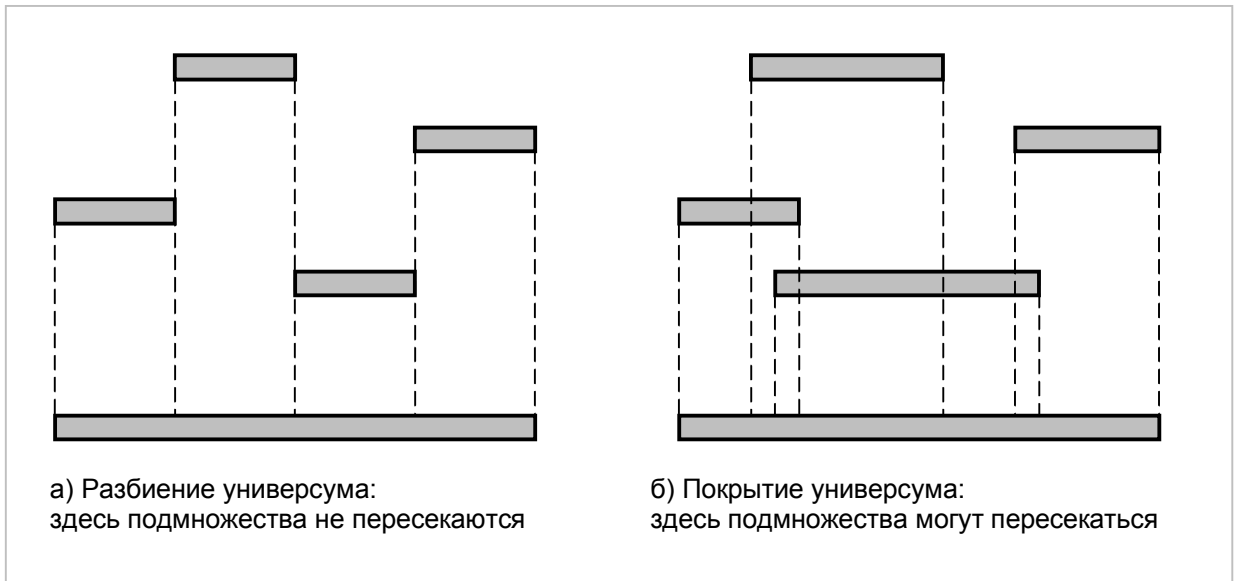 а) Разбиение универсума:
здесь подмножества не пересекаются
б) Покрытие универсума:
здесь подмножества могут пересекаться